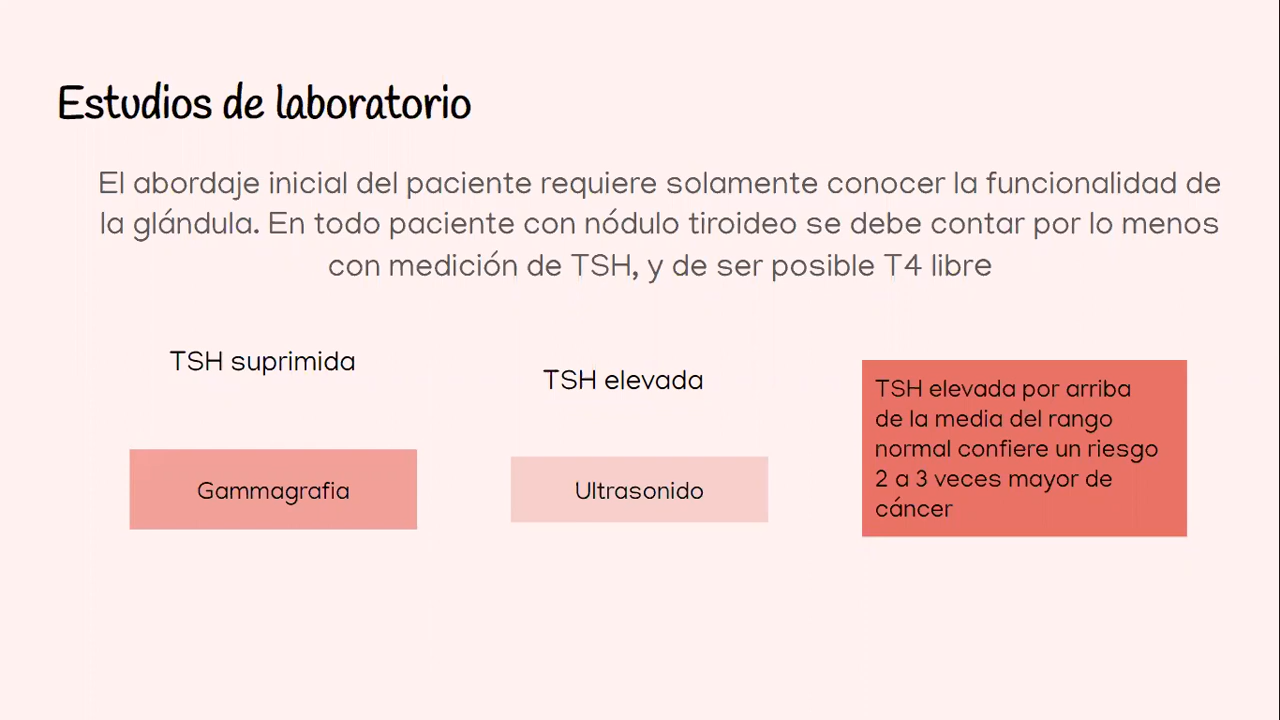 Estudios de laboratorio
El abordaje inicial del paciente requiere solamente conocer la funcionalidad de
la glándula. En todo paciente con nódulo tiroideo se debe contar por lo menos
con medición de TSH, y de ser posible T4 libre
TSH suprimida
Gammagrafia
TSH elevada
Ultrasonido
TSH elevada por arriba
de la media del rango
normal confiere un riesgo
2 a 3 veces mayor de
cáncer